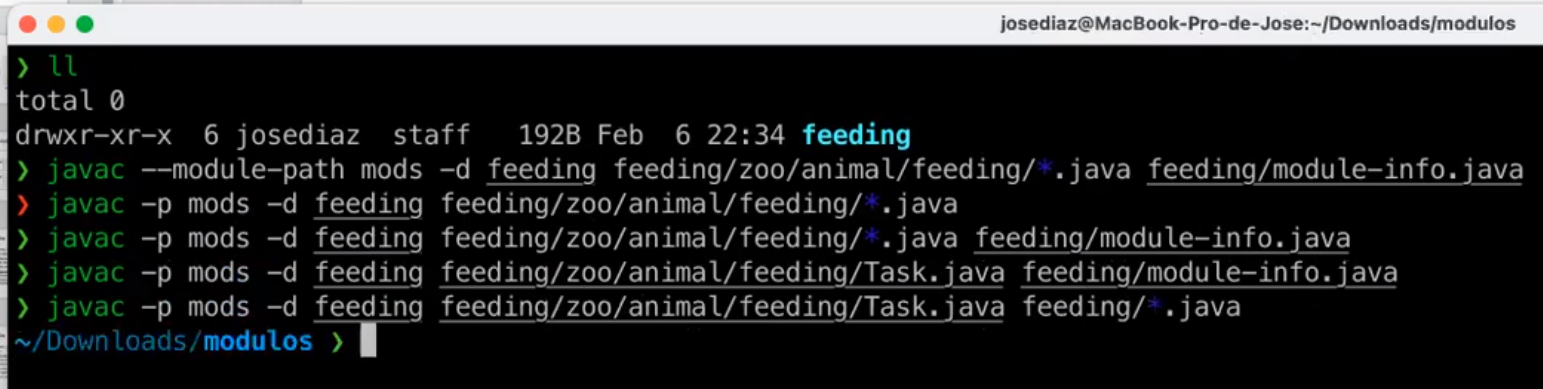 josediaz@MacBook-Pro-de-Jose:~/Downloads/modulos
❯ ll
total 0
drwxr-xr-x  6 josediaz  staff   192B Feb  6 22:34 feeding
❯ javac --module-path mods -d feeding feeding/zoo/animal/feeding/*.java feeding/module-info.java
❯ javac -p mods -d feeding feeding/zoo/animal/feeding/*.java
❯ javac -p mods -d feeding feeding/zoo/animal/feeding/*.java feeding/module-info.java
❯ javac -p mods -d feeding feeding/zoo/animal/feeding/Task.java feeding/module-info.java
❯ javac -p mods -d feeding feeding/zoo/animal/feeding/Task.java feeding/*.java
~/Downloads/modulos ❯